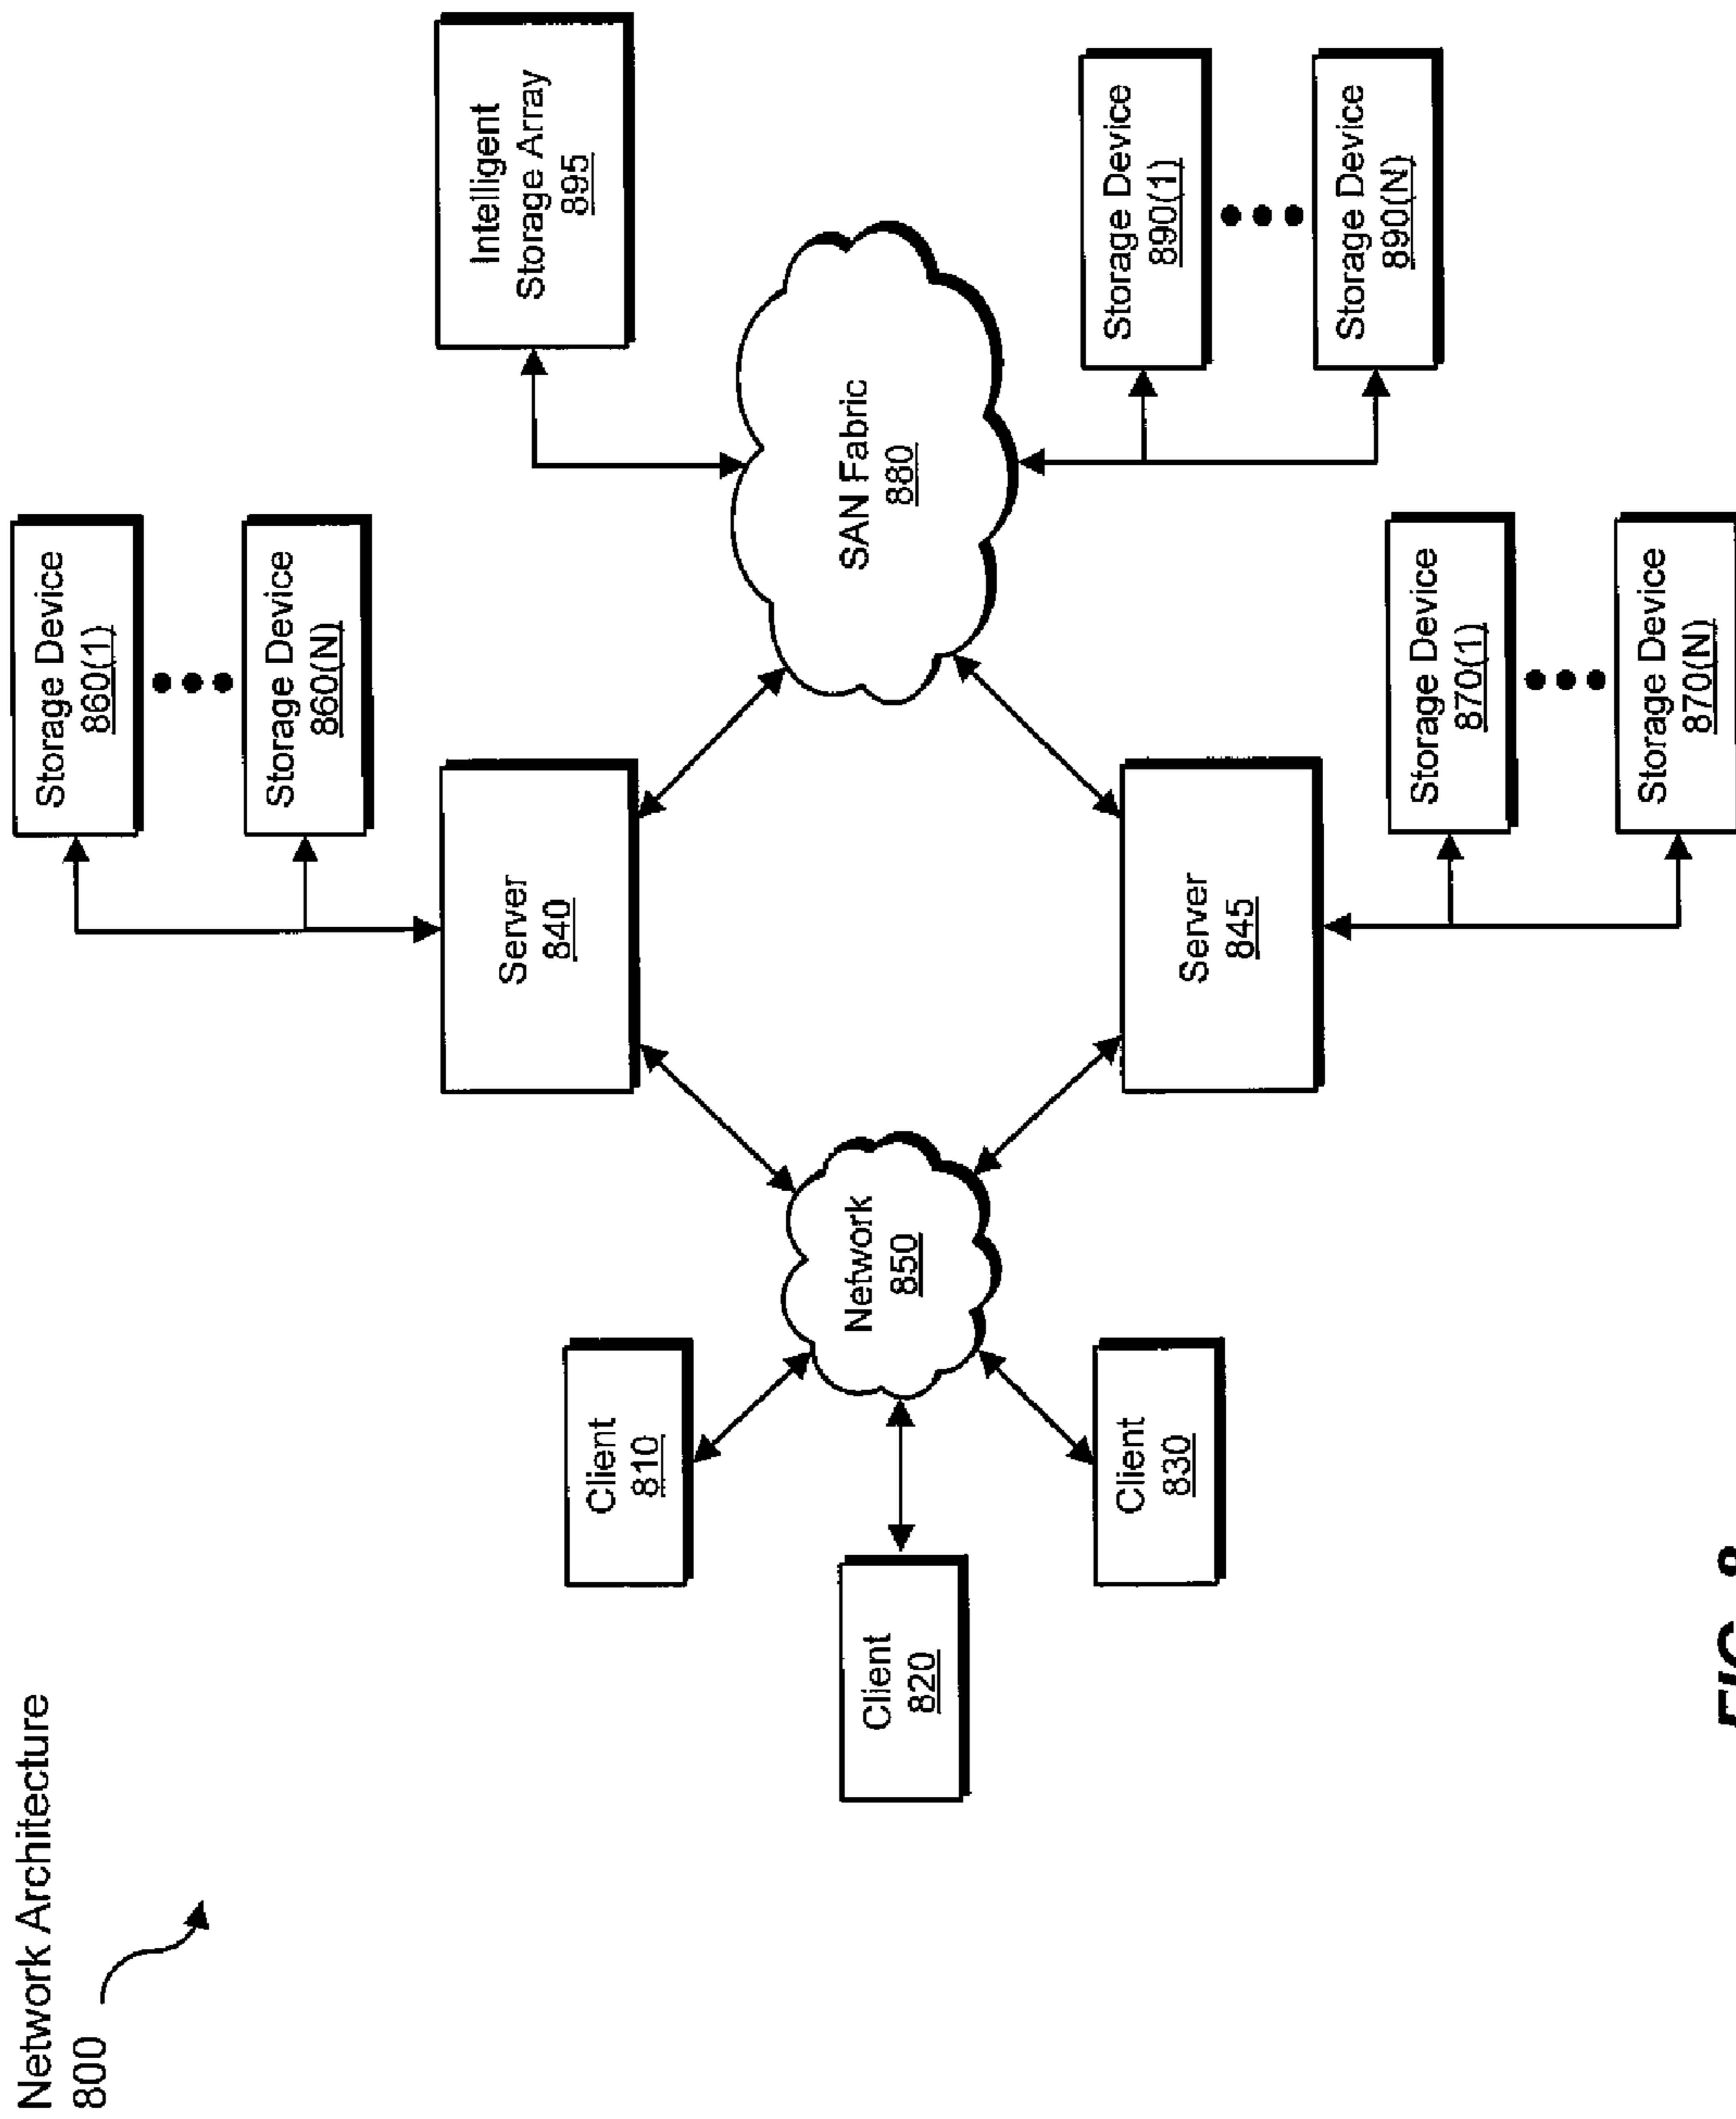 Network Architecture
800
Storage Device
860(1)
Storage Device
860(N)
Intelligent
Storage Array
895
Server
840
Client
810
Client
820
Network
850
SAN Fabric
880
Client
830
Server
845
Storage Device
890(1)
Storage Device
890(N)
Storage Device
870(1)
Storage Device
870(N)
FIG. 8